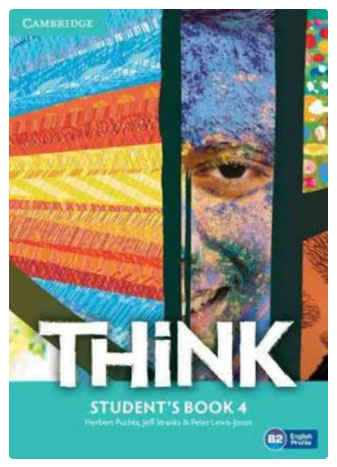 CAMBRIDGE
THiNK
STUDENT'S BOOK 4
Herbert Puchta, Jeff Stranks & Peter Lewis-Jones
B2 English
Profile